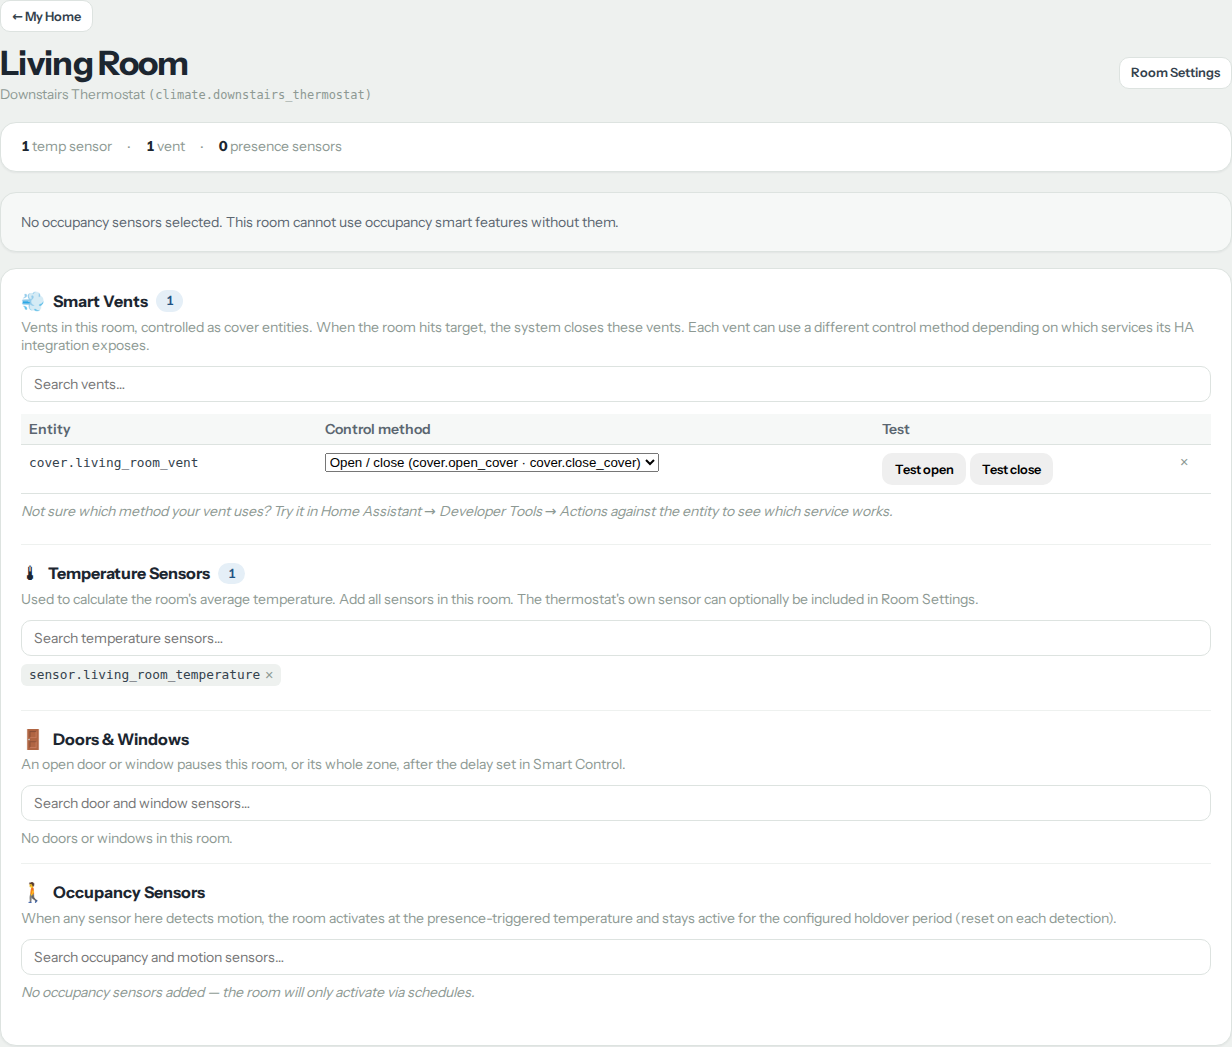 ← My Home
Living Room
Room Settings
Downstairs Thermostat (climate.downstairs_thermostat)
1 temp sensor · 1 vent · 0 presence sensors
No occupancy sensors selected. This room cannot use occupancy smart features without them.
Smart Vents 1
Vents in this room, controlled as cover entities. When the room hits target, the system closes these vents. Each vent can use a different control method depending on which services its HA
integration exposes.
Search vents...
Entity Control method Test
cover.living_room_vent Open / close (cover.open_cover · cover.close_cover) Test open Test close ×
Not sure which method your vent uses? Try it in Home Assistant → Developer Tools → Actions against the entity to see which service works.
Temperature Sensors 1
Used to calculate the room's average temperature. Add all sensors in this room. The thermostat's own sensor can optionally be included in Room Settings.
Search temperature sensors...
sensor.living_room_temperature ×
Doors & Windows
An open door or window pauses this room, or its whole zone, after the delay set in Smart Control.
Search door and window sensors...
No doors or windows in this room.
Occupancy Sensors
When any sensor here detects motion, the room activates at the presence-triggered temperature and stays active for the configured holdover period (reset on each detection).
Search occupancy and motion sensors...
No occupancy sensors added — the room will only activate via schedules.